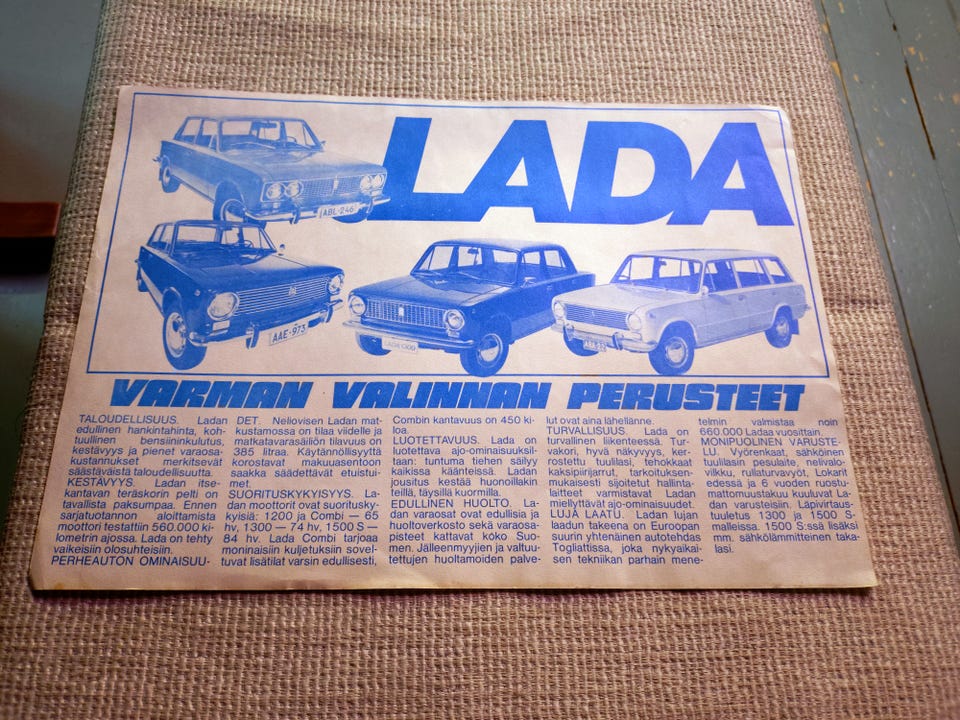 LADA
ABL-246
AAE-973
LADA 1300
VARMAN VALINNAN PERUSTEET
TALOUDELLISUUS. Ladan
edullinen hankintahinta, koh-
tuullinen bensiininkulutus,
kestävyys ja pienet varaosa-
kustannukset merkitsevät
säästäväistä taloudellisuutta.
KESTÄVYYS. Ladan itse-
kantavan teräskorin pelti on
tavallista paksumpaa. Ennen
sarjatuotannon aloittamista
moottori testattiin 560.000 ki-
lometrin ajossa. Lada on tehty
vaikeisiin olosuhteisiin.
PERHEAUTON OMINAISUU-
DET. Neliovisen Ladan mat-
kustamossa on tilaa viidelle ja
matkatavarasäiliön tilavuus on
385 litraa. Käytännöllisyyttä
korostavat makuuasentoon
saakka säädettävät etuistui-
met.
SUORITUSKYKYISYYS. La-
dan moottorit ovat suoritusky-
kyisiä: 1200 ja Combi — 65
hv, 1300 — 74 hv, 1500 S —
84 hv. Lada Combi tarjoaa
moninaisiin kuljetuksiin sovel-
tuvat lisätilat varsin edullisesti,
Combin kantavuus on 450 ki-
loa.
LUOTETTAVUUS. Lada on
luotettava ajo-ominaisuuksil-
taan: tuntuma tiehen säilyy
kaikissa käänteissä. Ladan
jousitus kestää huonoillakin
teillä, täysillä kuormilla.
EDULLINEN HUOLTO. La-
dan varaosat ovat edullisia ja
huoltoverkosto sekä varaosa-
pisteet kattavat koko Suo-
men. Jälleenmyyjien ja valtuu-
tettujen huoltamoiden palve-
lut ovat aina lähellänne.
TURVALLISUUS. Lada on
turvallinen liikenteessä. Tur-
vakori, hyvä näkyvyys, ker-
rostettu tuulilasi, tehokkaat
kaksipiirijarrut, tarkoituksen-
mukaisesti sijoitetut hallinta-
laitteet varmistavat Ladan
miellyttävät ajo-ominaisuudet.
LUJA LAATU. Ladan lujan
laadun takeena on Euroopan
suurin yhtenäinen autotehdas
Togliattissa, joka nykyaikai-
sen tekniikan parhain mene-
telmin valmistaa noin
660.000 Ladaa vuosittain.
MONIPUOLINEN VARUSTE-
LU. Vyörenkaat, sähköinen
tuulilasin pesulaite, nelivalo-
vilkku, rullaturvavyöt, Lokarit
edessä ja 6 vuoden ruostu-
mattomuustakuu kuuluvat La-
dan varusteisiin. Läpivirtaus-
tuuletus 1300 ja 1500 S-
malleissa. 1500 S:ssä lisäksi
mm. sähkölämmitteinen taka-
lasi.